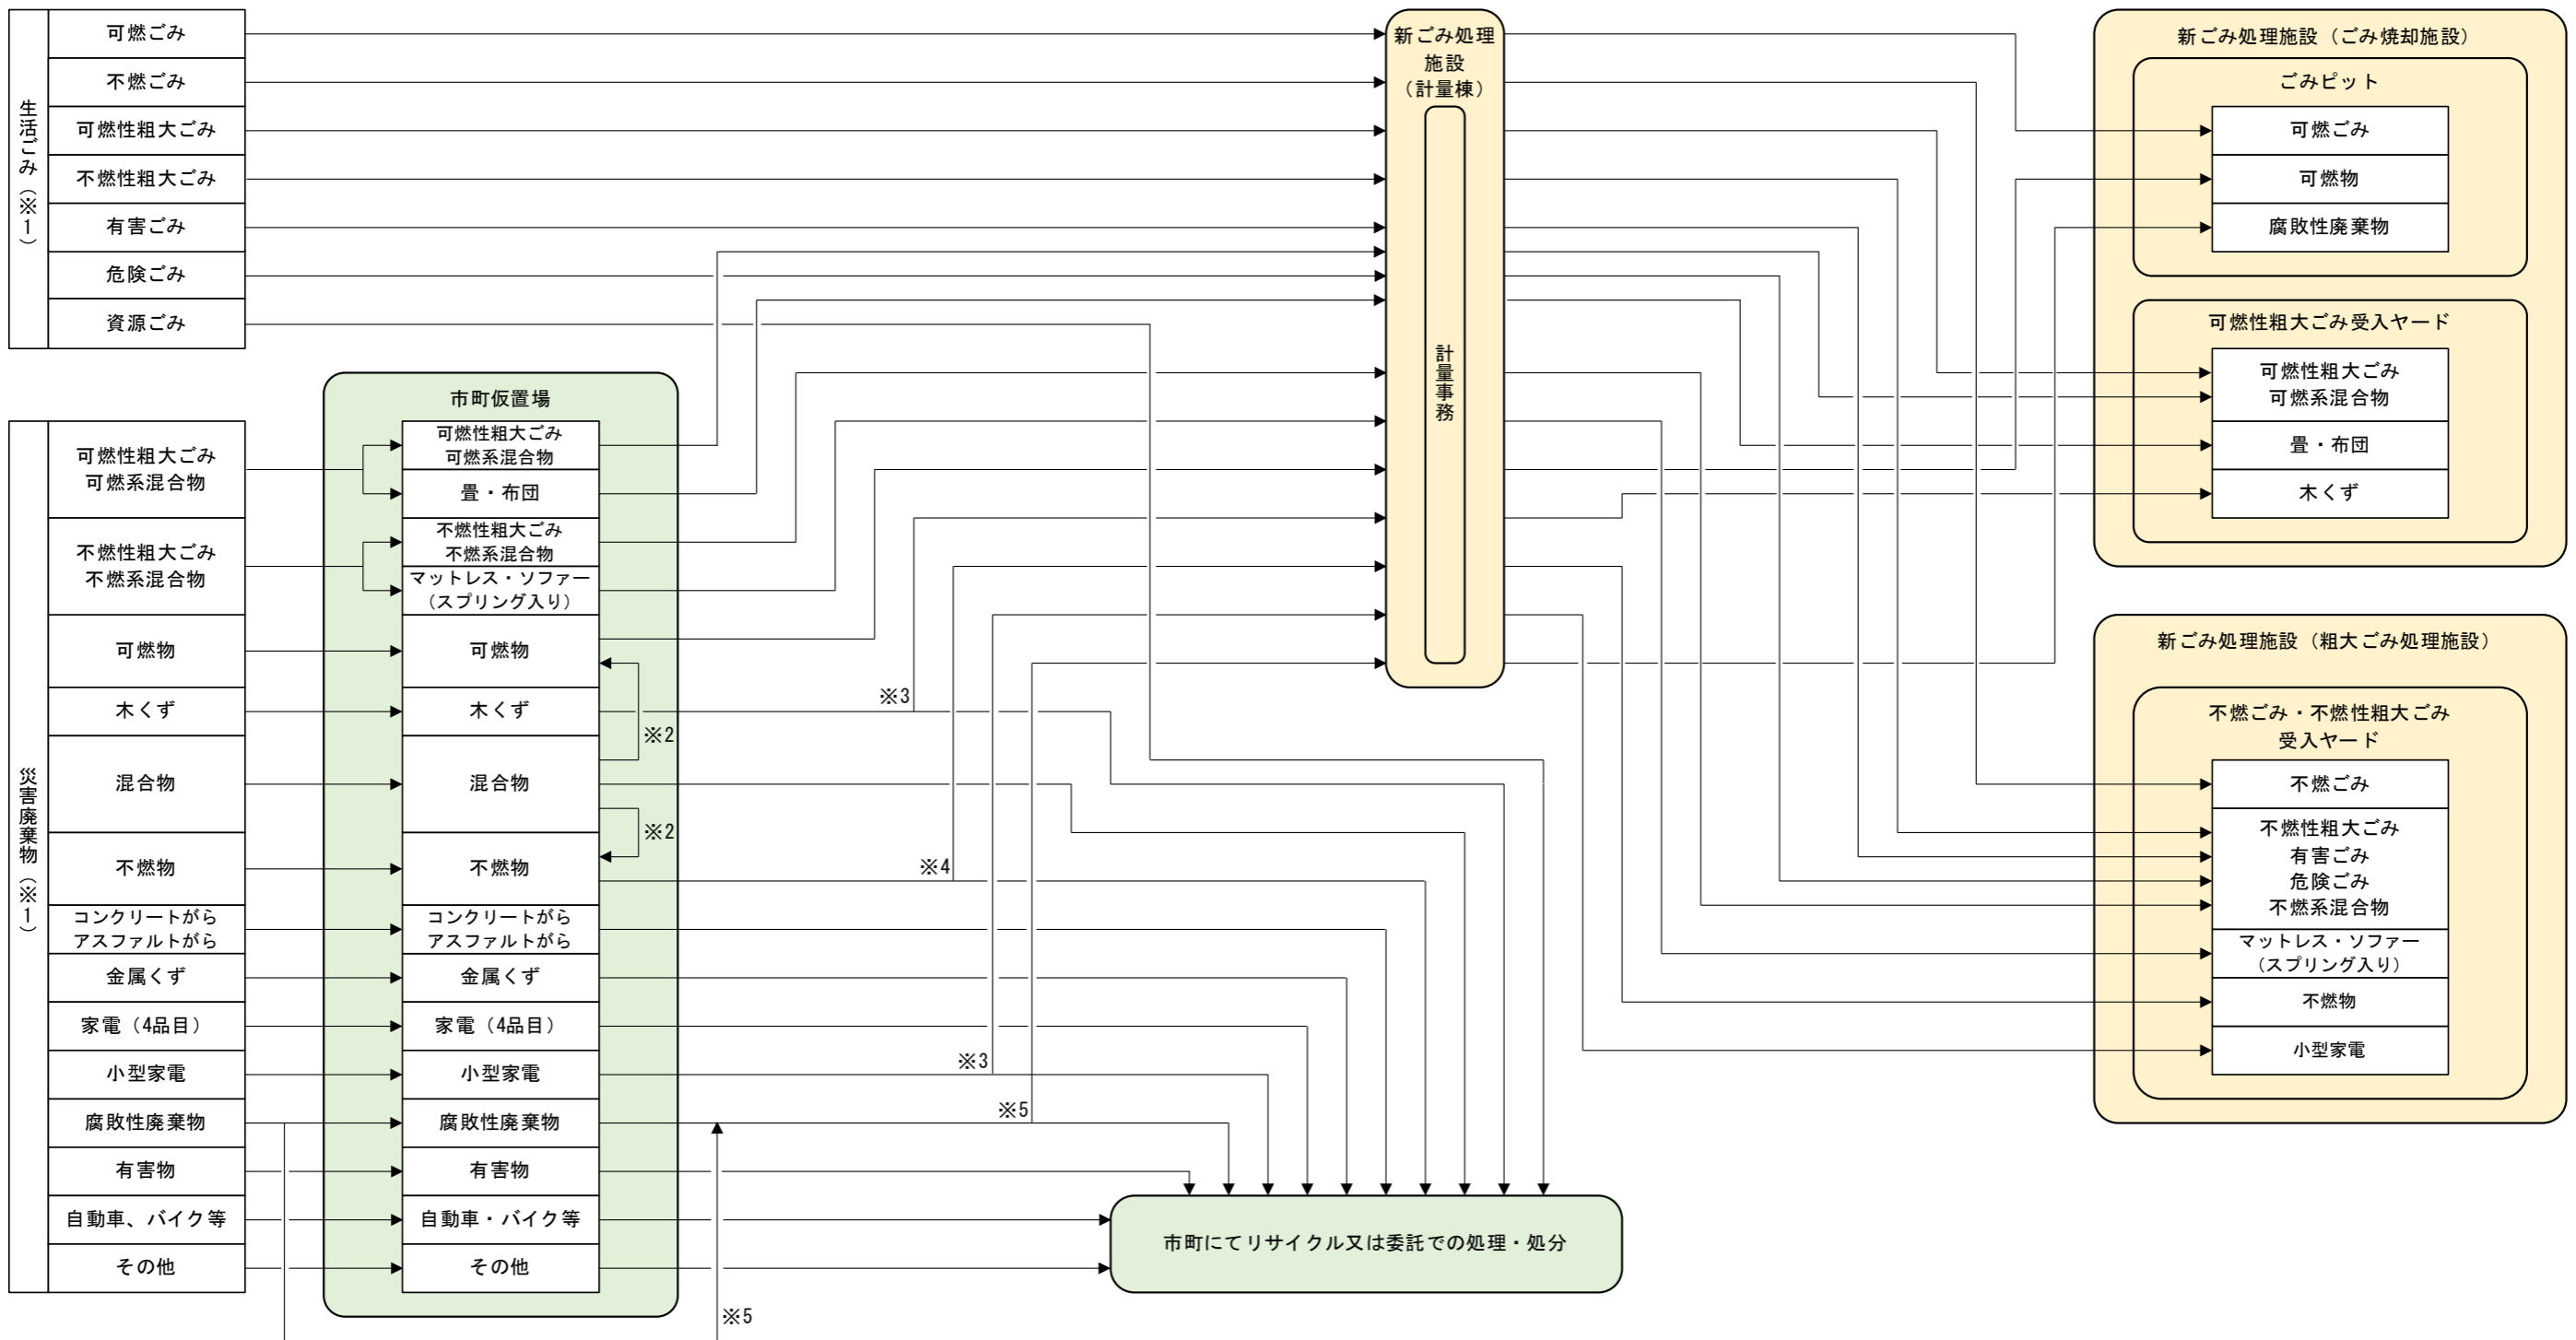 生活ごみ（※1）
可燃ごみ
不燃ごみ
可燃性粗大ごみ
不燃性粗大ごみ
有害ごみ
危険ごみ
資源ごみ
災害廃棄物（※1）
可燃性粗大ごみ
可燃系混合物
不燃性粗大ごみ
不燃系混合物
可燃物
木くず
混合物
不燃物
コンクリートがら
アスファルトがら
金属くず
家電（4品目）
小型家電
腐敗性廃棄物
有害物
自動車、バイク等
その他
市町仮置場
可燃性粗大ごみ
可燃系混合物
畳・布団
不燃性粗大ごみ
不燃系混合物
マットレス・ソファー
（スプリング入り）
可燃物
木くず
混合物
不燃物
コンクリートがら
アスファルトがら
金属くず
家電（4品目）
小型家電
腐敗性廃棄物
有害物
自動車・バイク等
その他
※2
※2
※3
※4
※3
※5
※5
新ごみ処理
施設
（計量棟）
計量事務
市町にてリサイクル又は委託での処理・処分
新ごみ処理施設（ごみ焼却施設）
ごみピット
可燃ごみ
可燃物
腐敗性廃棄物
可燃性粗大ごみ受入ヤード
可燃性粗大ごみ
可燃系混合物
畳・布団
木くず
新ごみ処理施設（粗大ごみ処理施設）
不燃ごみ・不燃性粗大ごみ
受入ヤード
不燃ごみ
不燃性粗大ごみ
有害ごみ
危険ごみ
不燃系混合物
マットレス・ソファー
（スプリング入り）
不燃物
小型家電